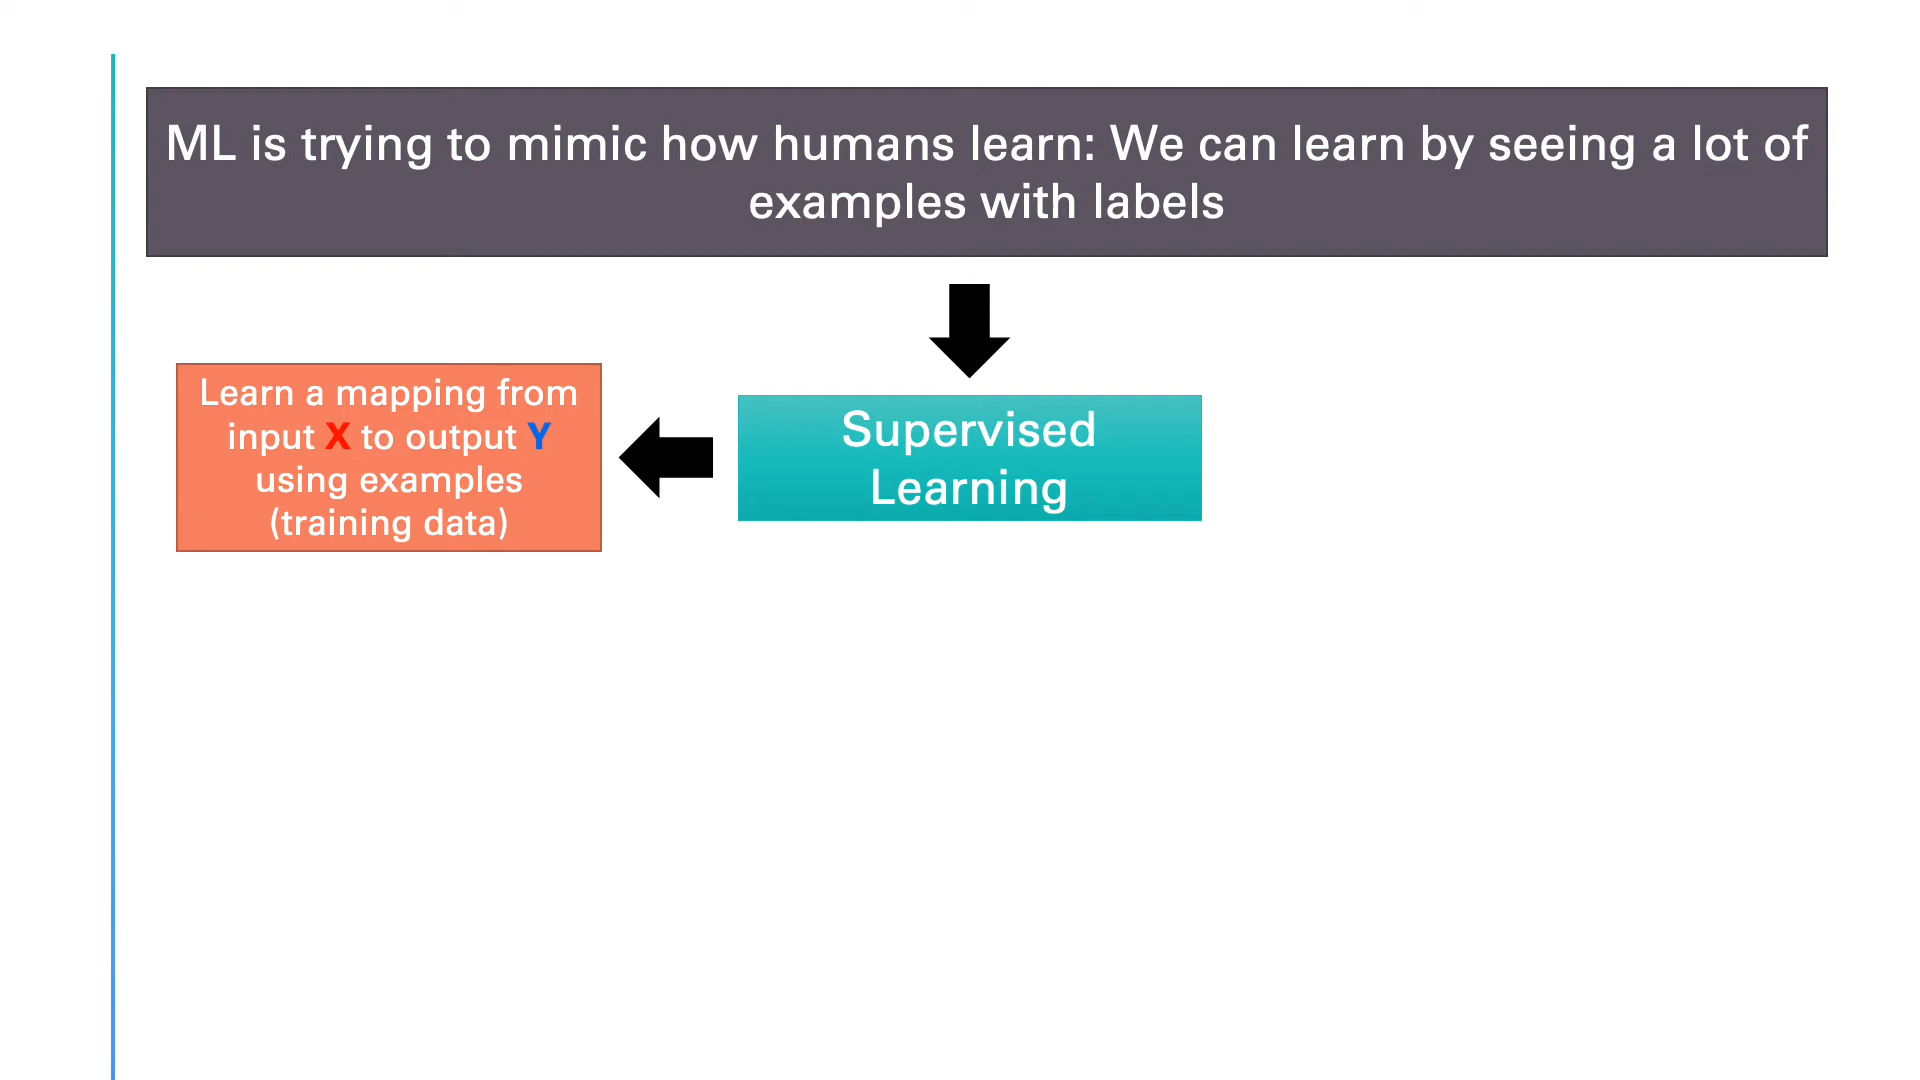 ML is trying to mimic how humans learn: We can learn by seeing a lot of
examples with labels
Supervised
Learning
Learn a mapping from
input X to output Y
using examples
(training data)